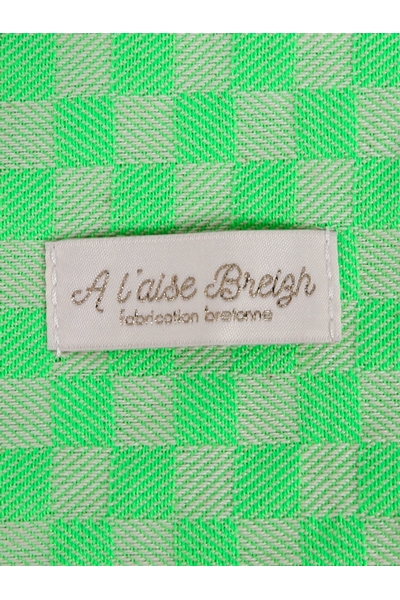 A l'aise Breizh
fabrication bretonne